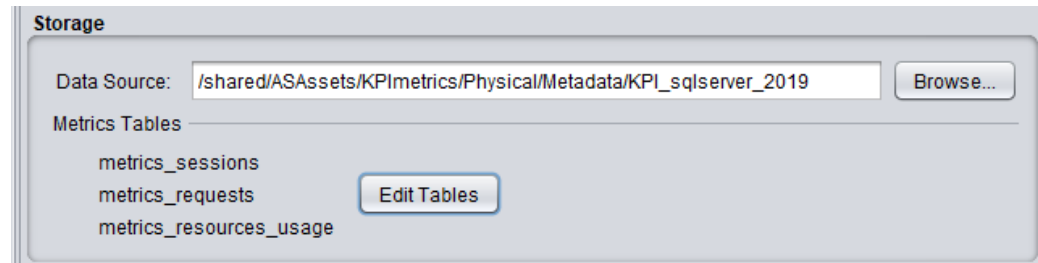 Storage
Data Source: /shared/ASAssets/KPImetrics/Physical/Metadata/KPI_sqlserver_2019 Browse...
Metrics Tables
metrics_sessions
metrics_requests Edit Tables
metrics_resources_usage